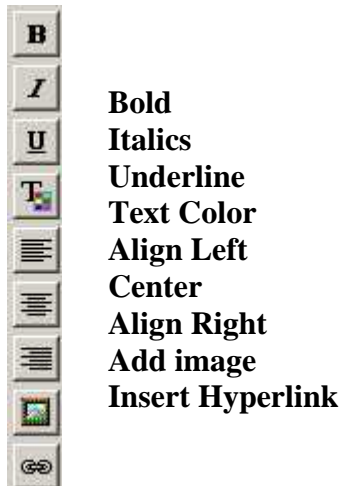 B
I
U
T
Bold
Italics
Underline
Text Color
Align Left
Center
Align Right
Add image
Insert Hyperlink